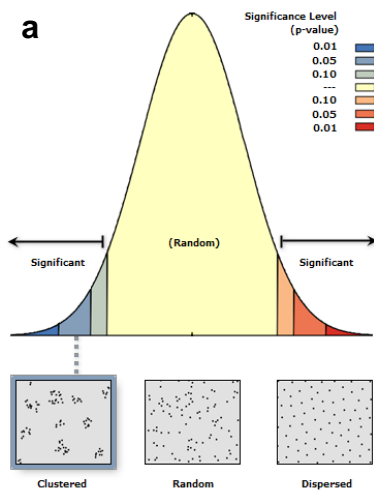 a
Significance Level
(p-value)
0.01
0.05
0.10
---
0.10
0.05
0.01
(Random)
Significant
Significant
Clustered
Random
Dispersed